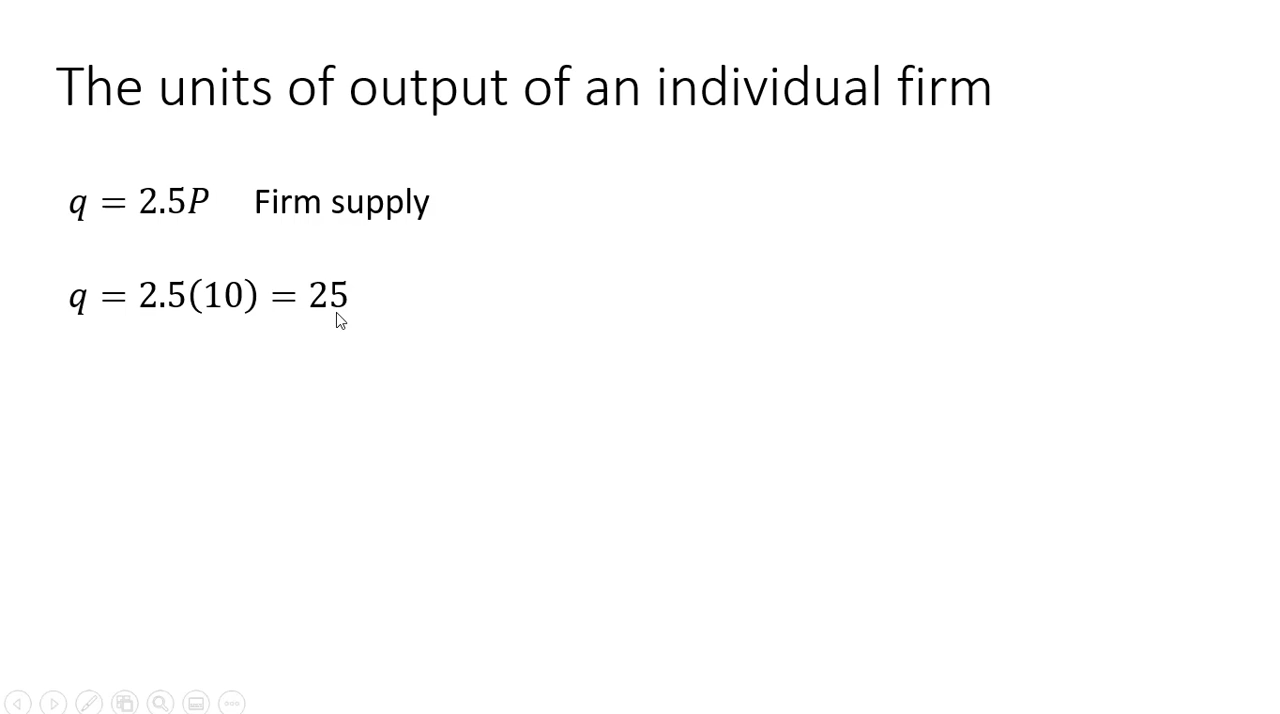 The units of output of an individual firm
q = 2.5P Firm supply
q = 2.5(10) = 25